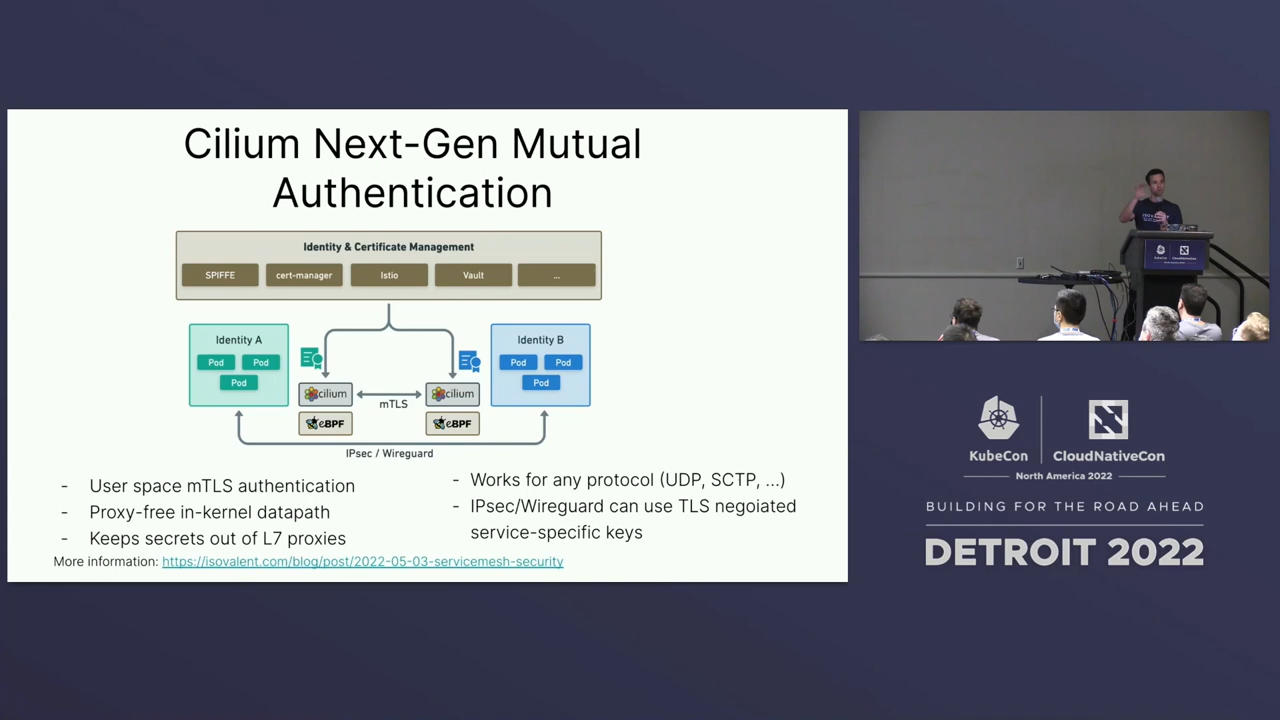 Cilium Next-Gen Mutual
Authentication
Identity & Certificate Management
SPIFFE
cert-manager
Istio
Vault
...
Identity A
Pod
Pod
Pod
Identity B
Pod
Pod
Pod
cilium
cilium
mTLS
eBPF
eBPF
IPsec / Wireguard
- User space mTLS authentication
- Proxy-free in-kernel datapath
- Keeps secrets out of L7 proxies
- Works for any protocol (UDP, SCTP, ...)
- IPsec/Wireguard can use TLS negoiated
service-specific keys
More information: https://isovalent.com/blog/post/2022-05-03-servicemesh-security
KubeCon
CloudNativeCon
KubeCon
CloudNativeCon
North America 2022
BUILDING FOR THE ROAD AHEAD
DETROIT 2022